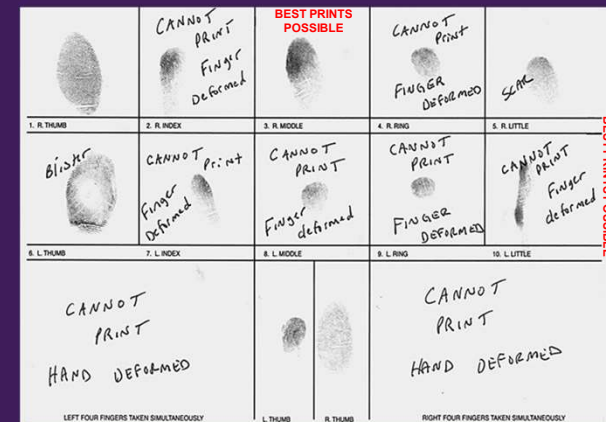 BEST PRINTS
POSSIBLE
CANNOT
PRINT
Finger
Deformed
CANNOT
Print
FINGER
DEFORMED
SCAR
1. R. THUMB
2. R. INDEX
3. R. MIDDLE
4. R. RING
5. R. LITTLE
Blister
CANNOT Print
Finger
Deformed
CANNOT
PRINT
Finger
deformed
CANNOT
PRINT
FINGER
DEFORMED
CANNOT
PRINT
Finger
deformed
BEST PRINTS POSSIBLE
6. L. THUMB
7. L. INDEX
8. L. MIDDLE
9. L. RING
10. L. LITTLE
CANNOT
PRINT
HAND DEFORMED
CANNOT
PRINT
HAND DEFORMED
LEFT FOUR FINGERS TAKEN SIMULTANEOUSLY
L. THUMB
R. THUMB
RIGHT FOUR FINGERS TAKEN SIMULTANEOUSLY